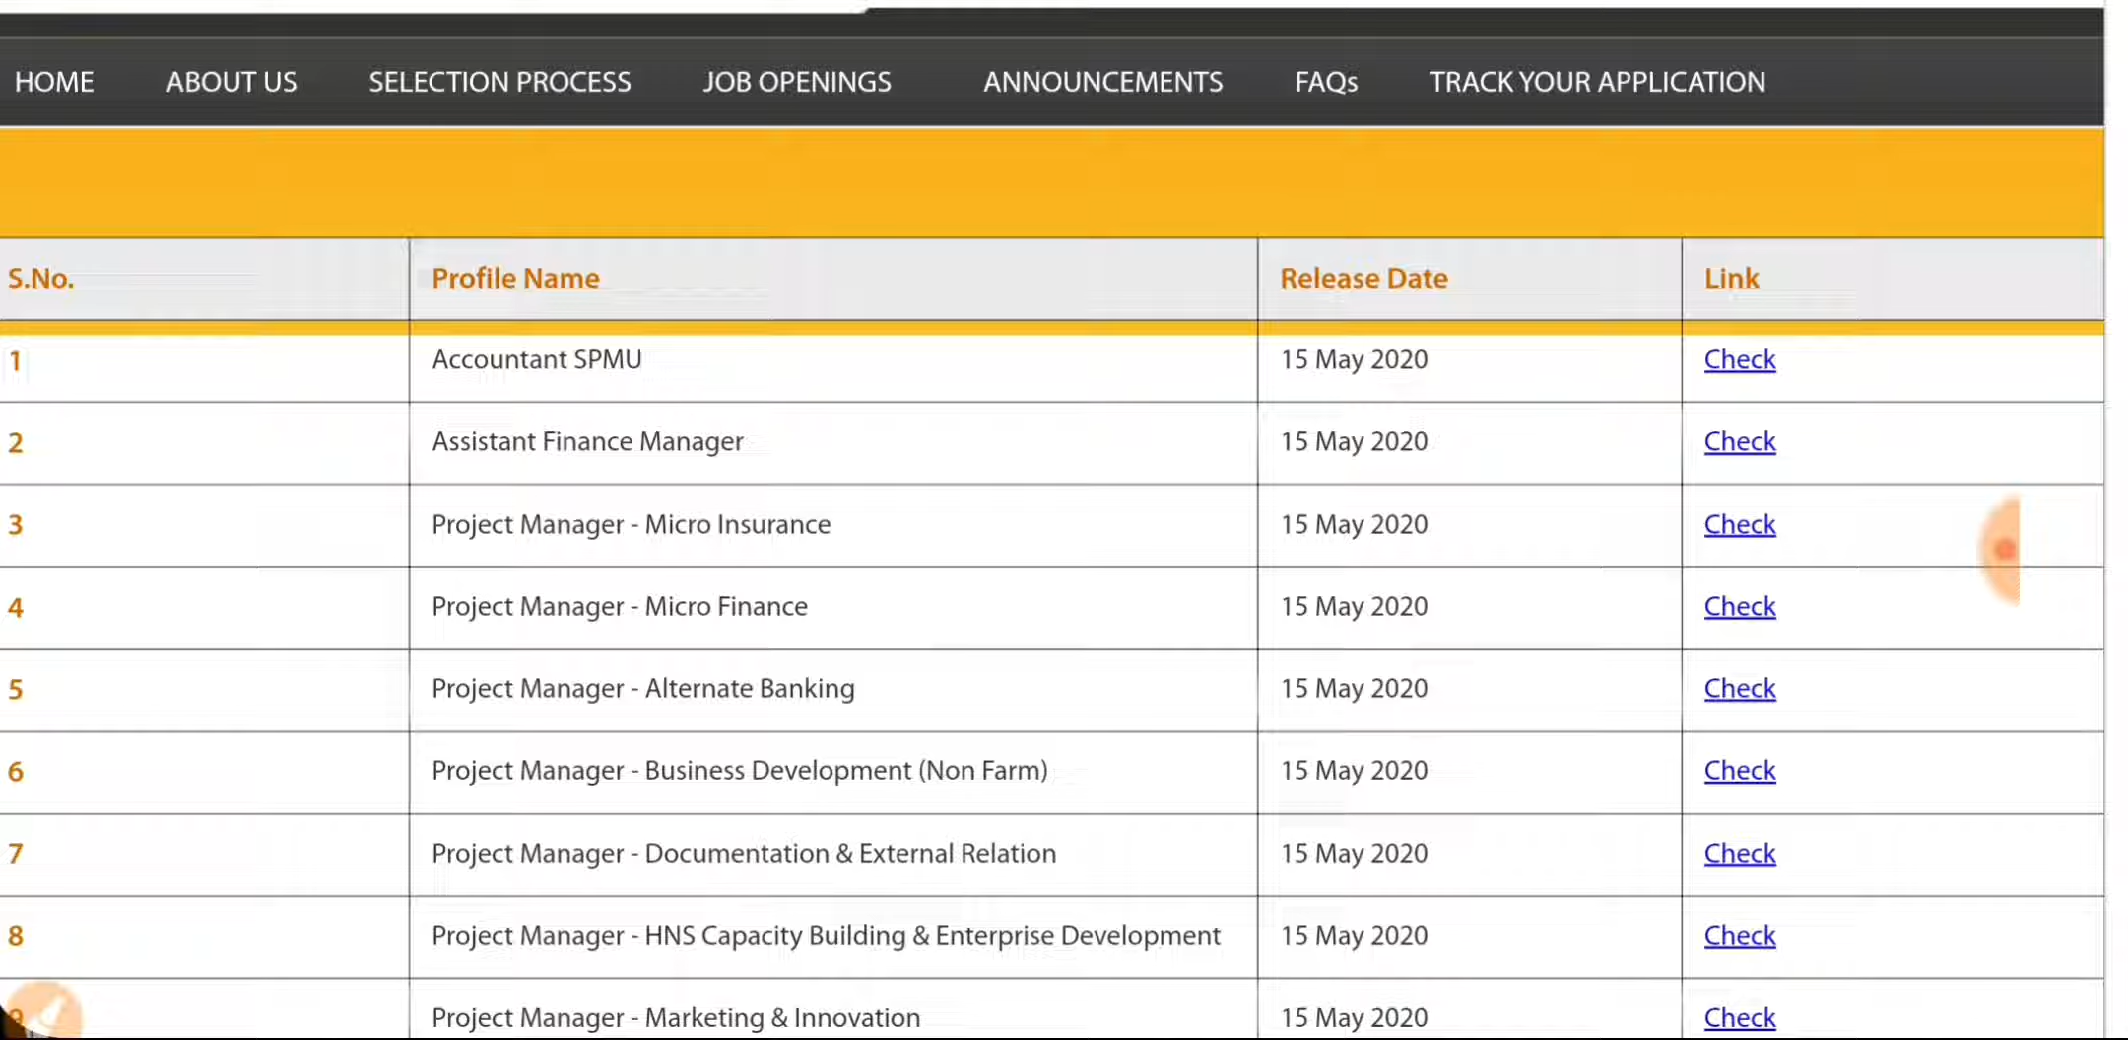 HOME ABOUT US SELECTION PROCESS JOB OPENINGS ANNOUNCEMENTS FAQs TRACK YOUR APPLICATION
S.No. Profile Name Release Date Link
1 Accountant SPMU 15 May 2020 Check
2 Assistant Finance Manager 15 May 2020 Check
3 Project Manager - Micro Insurance 15 May 2020 Check
4 Project Manager - Micro Finance 15 May 2020 Check
5 Project Manager - Alternate Banking 15 May 2020 Check
6 Project Manager - Business Development (Non Farm) 15 May 2020 Check
7 Project Manager - Documentation & External Relation 15 May 2020 Check
8 Project Manager - HNS Capacity Building & Enterprise Development 15 May 2020 Check
9 Project Manager - Marketing & Innovation 15 May 2020 Check